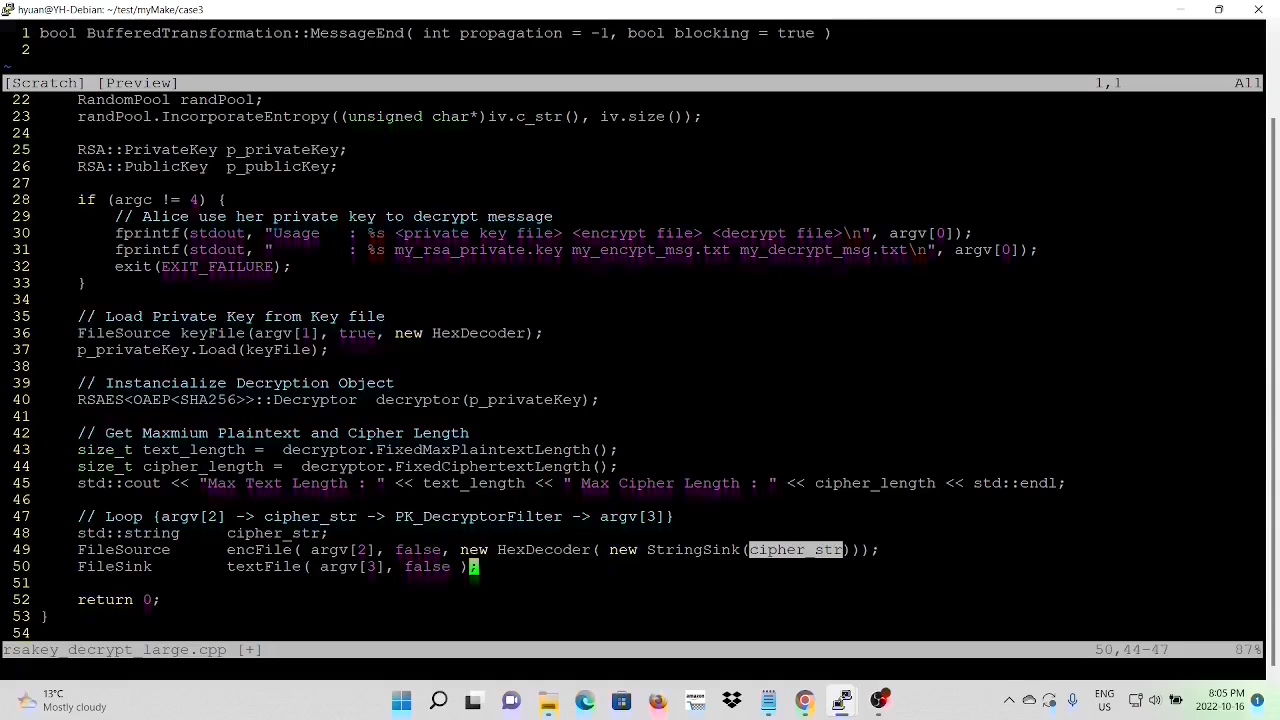 hyuan@YH-Debian: ~/test/myMake/case3
1 bool BufferedTransformation::MessageEnd( int propagation = -1, bool blocking = true )
2
~
[Scratch] [Preview] 1,1 All
22 RandomPool randPool;
23 randPool.IncorporateEntropy((unsigned char*)iv.c_str(), iv.size());
24
25 RSA::PrivateKey p_privateKey;
26 RSA::PublicKey p_publicKey;
27
28 if (argc != 4) {
29 // Alice use her private key to decrypt message
30 fprintf(stdout, "Usage : %s <private key file> <encrypt file> <decrypt file>\n", argv[0]);
31 fprintf(stdout, " : %s my_rsa_private.key my_encypt_msg.txt my_decrypt_msg.txt\n", argv[0]);
32 exit(EXIT_FAILURE);
33 }
34
35 // Load Private Key from Key file
36 FileSource keyFile(argv[1], true, new HexDecoder);
37 p_privateKey.Load(keyFile);
38
39 // Instancialize Decryption Object
40 RSAES<OAEP<SHA256>>::Decryptor decryptor(p_privateKey);
41
42 // Get Maxmium Plaintext and Cipher Length
43 size_t text_length = decryptor.FixedMaxPlaintextLength();
44 size_t cipher_length = decryptor.FixedCiphertextLength();
45 std::cout << "Max Text Length : " << text_length << " Max Cipher Length : " << cipher_length << std::endl;
46
47 // Loop {argv[2] -> cipher_str -> PK_DecryptorFilter -> argv[3]}
48 std::string cipher_str;
49 FileSource encFile( argv[2], false, new HexDecoder( new StringSink(cipher_str)));
50 FileSink textFile( argv[3], false );
51
52 return 0;
53 }
54
rsakey_decrypt_large.cpp [+] 50,44-47 87%
13°C
Mostly cloudy
amazon
ENG
US
8:05 PM
2022-10-16
1